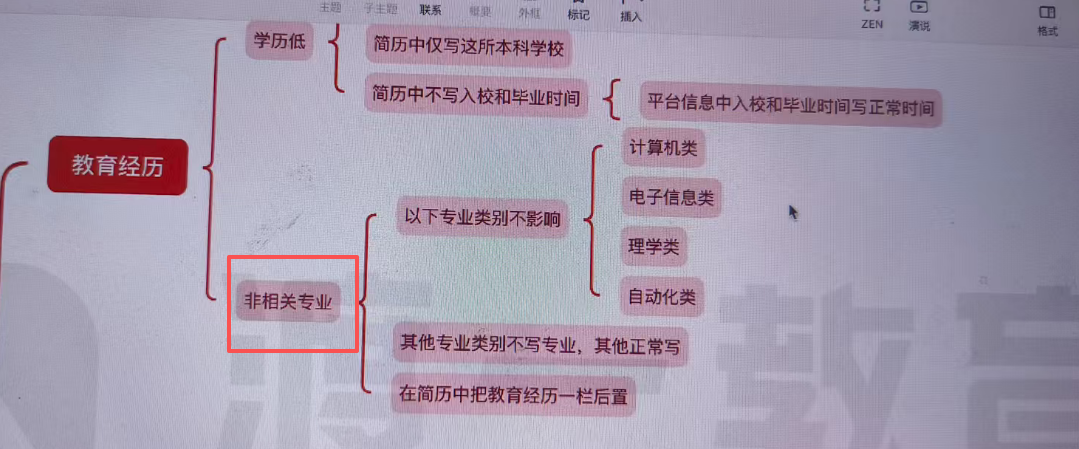 主题 子主题 联系 概要 外框 标记 插入 ZEN 演说 格式
学历低
简历中仅写这所本科学校
简历中不写入校和毕业时间
平台信息中入校和毕业时间写正常时间
教育经历
非相关专业
以下专业类别不影响
计算机类
电子信息类
理学类
自动化类
其他专业类别不写专业，其他正常写
在简历中把教育经历一栏后置
教育